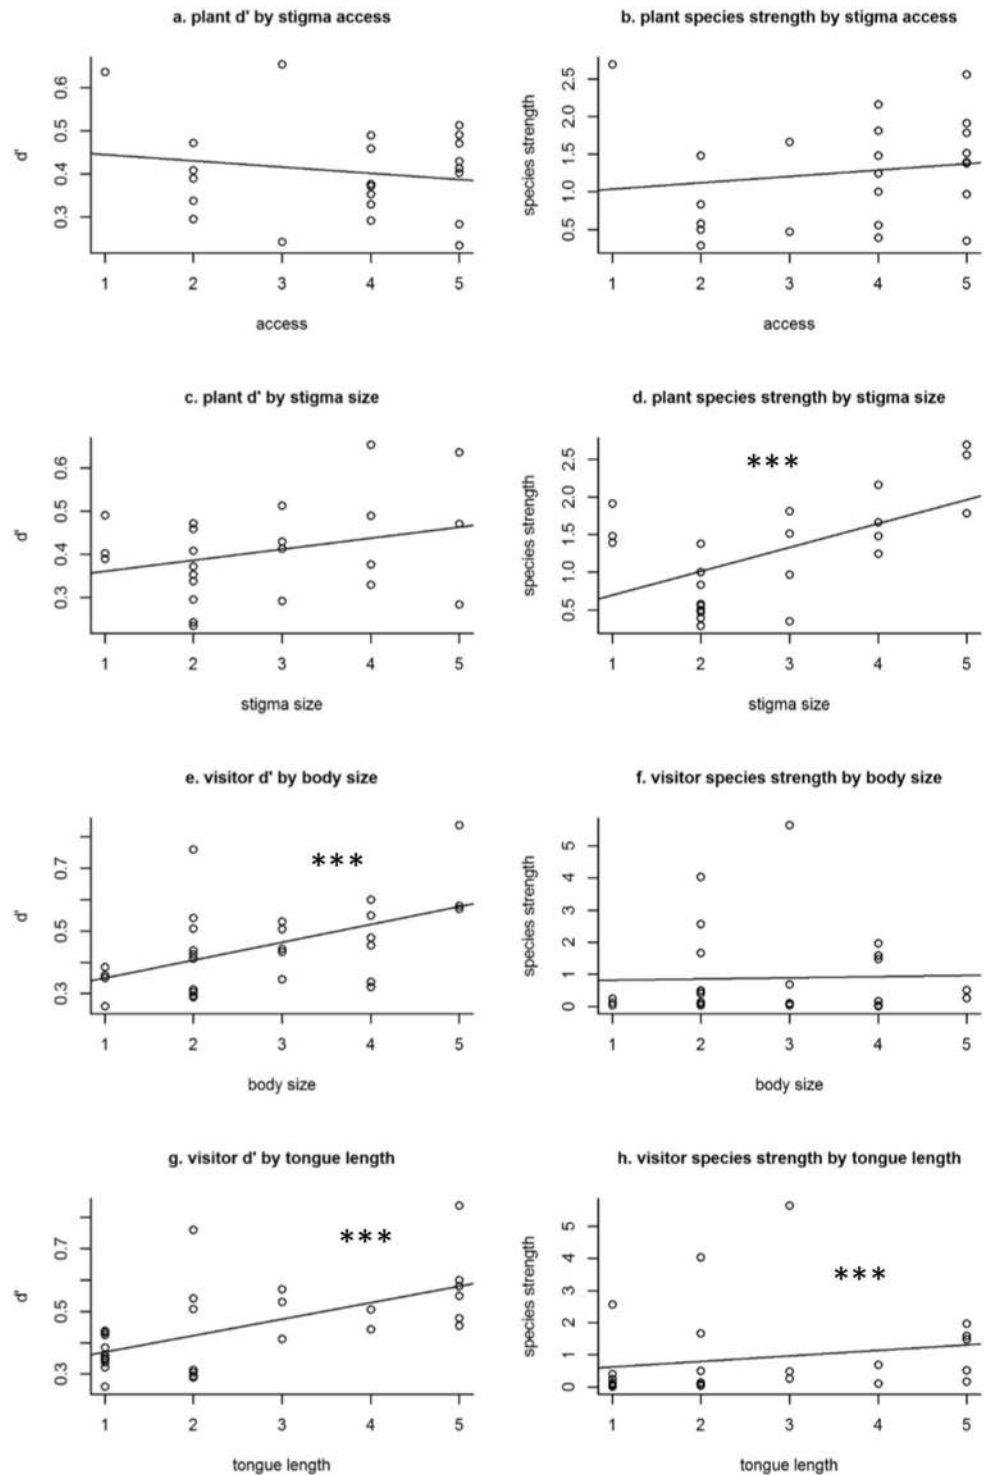 a. plant d' by stigma access
d'
0.3 0.4 0.5 0.6
1 2 3 4 5
access
b. plant species strength by stigma access
species strength
0.5 1.0 1.5 2.0 2.5
1 2 3 4 5
access
c. plant d' by stigma size
d'
0.3 0.4 0.5 0.6
1 2 3 4 5
stigma size
d. plant species strength by stigma size
species strength
0.5 1.0 1.5 2.0 2.5
***
1 2 3 4 5
stigma size
e. visitor d' by body size
d'
0.3 0.5 0.7
***
1 2 3 4 5
body size
f. visitor species strength by body size
species strength
0 1 2 3 4 5
1 2 3 4 5
body size
g. visitor d' by tongue length
d'
0.3 0.5 0.7
***
1 2 3 4 5
tongue length
h. visitor species strength by tongue length
species strength
0 1 2 3 4 5
***
1 2 3 4 5
tongue length